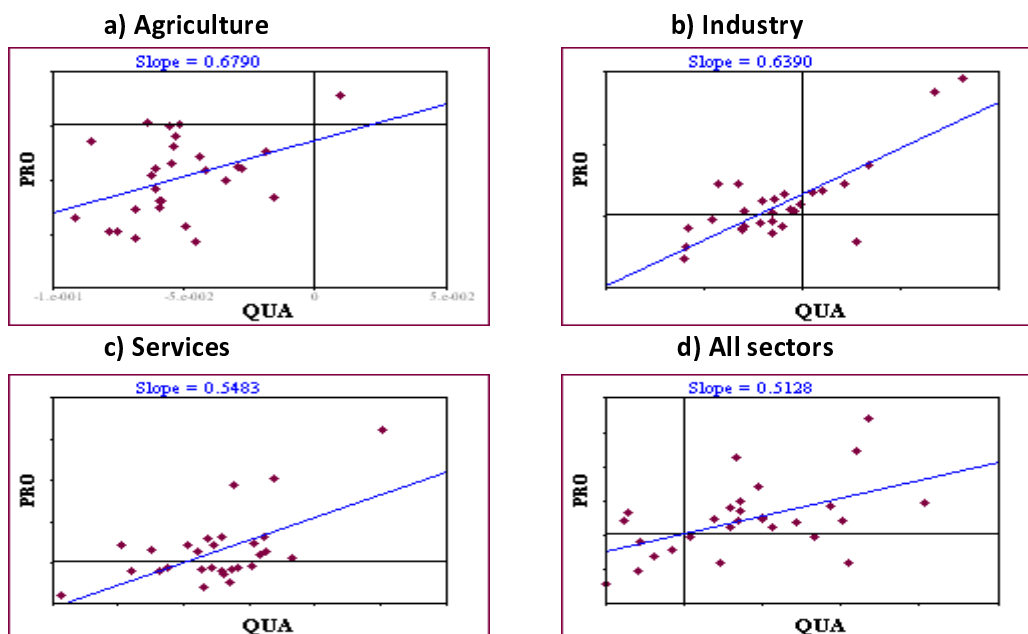 a) Agriculture
Slope = 0.6790
PRO
-1.e-001 -5.e-002 0 5.e-002
QUA
b) Industry
Slope = 0.6390
PRO
QUA
c) Services
Slope = 0.5483
PRO
QUA
d) All sectors
Slope = 0.5128
PRO
QUA